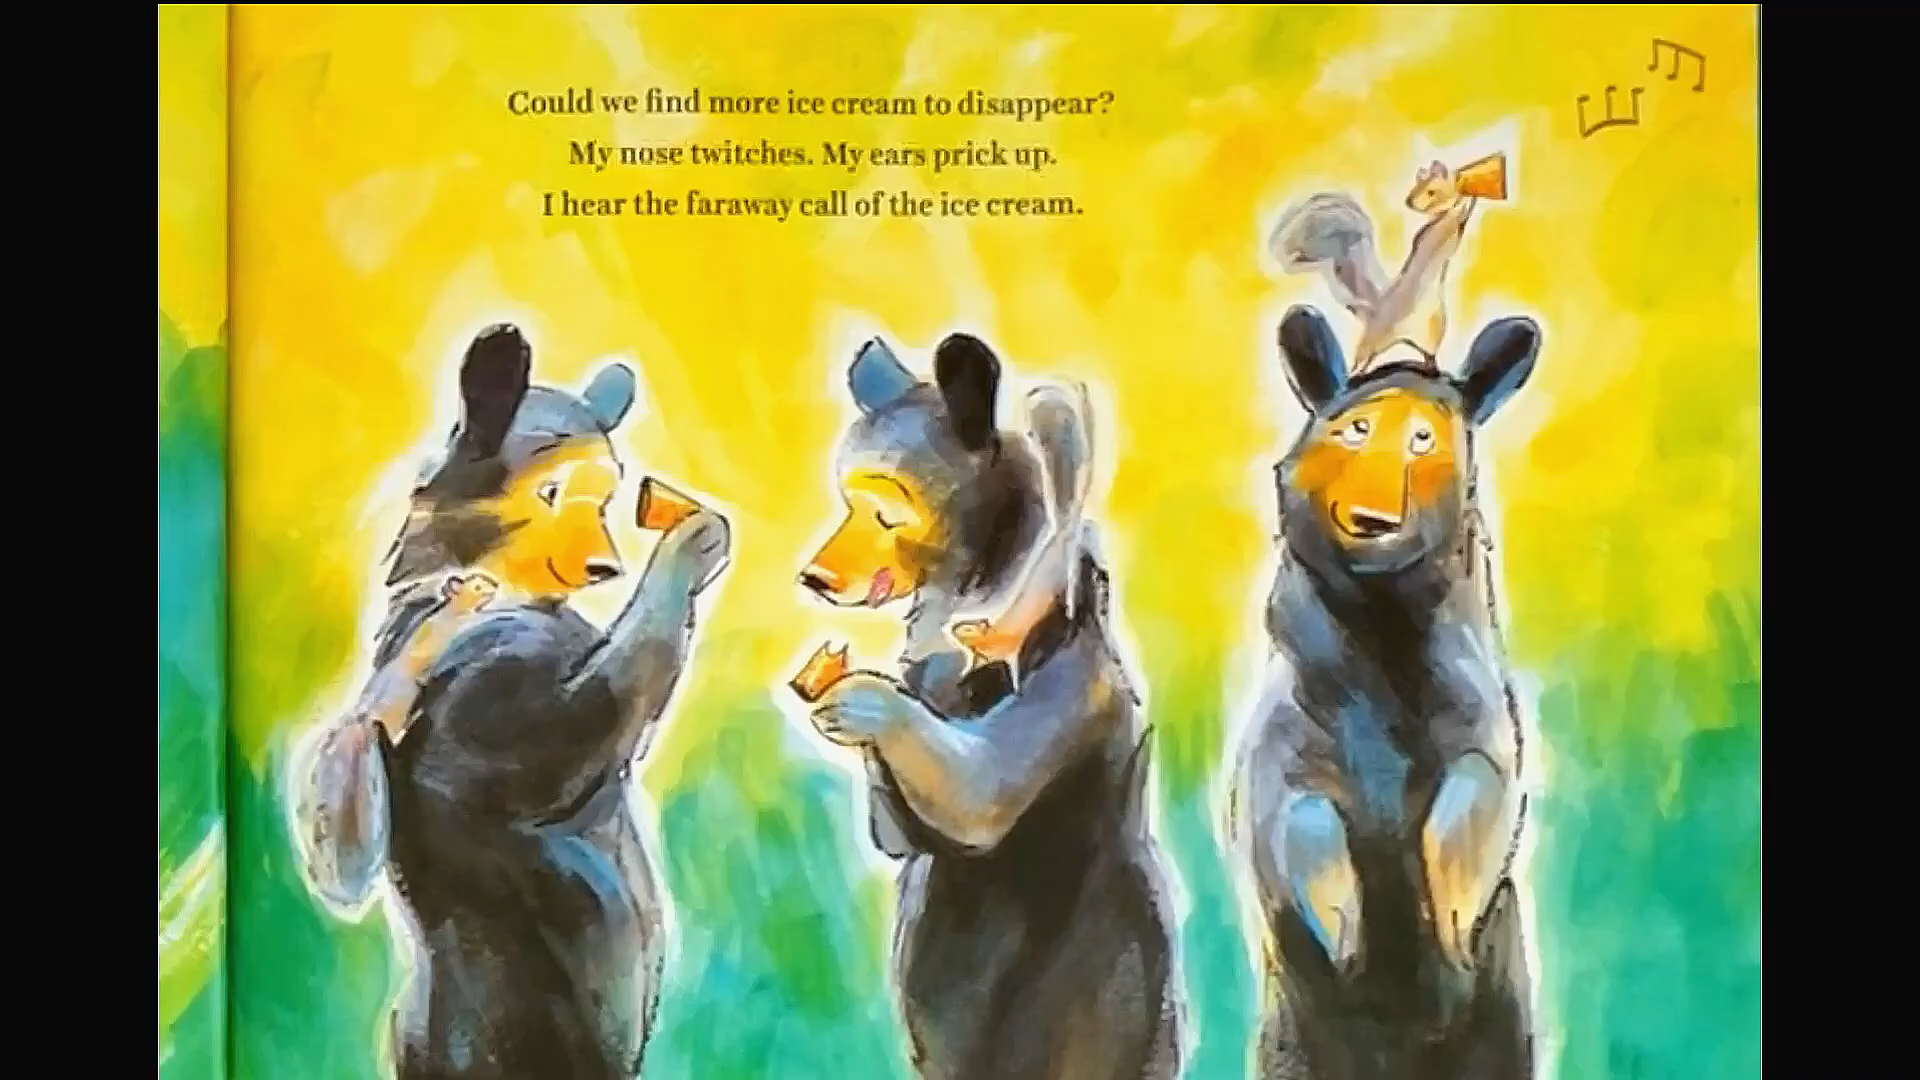 Could we find more ice cream to disappear?
My nose twitches. My ears prick up.
I hear the faraway call of the ice cream.